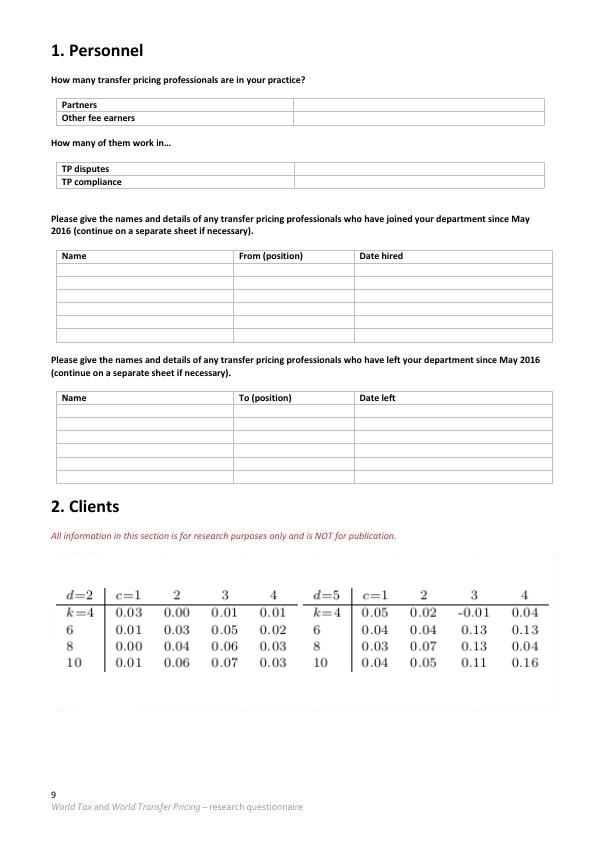 1. Personnel
How many transfer pricing professionals are in your practice?
Partners
Other fee earners
How many of them work in…
TP disputes
TP compliance
Please give the names and details of any transfer pricing professionals who have joined your department since May
2016 (continue on a separate sheet if necessary).
Name From (position) Date hired
Please give the names and details of any transfer pricing professionals who have left your department since May 2016
(continue on a separate sheet if necessary).
Name To (position) Date left
2. Clients
All information in this section is for research purposes only and is NOT for publication.
d=2 c=1 2 3 4 d=5 c=1 2 3 4
k=4 0.03 0.00 0.01 0.01 k=4 0.05 0.02 -0.01 0.04
6 0.01 0.03 0.05 0.02 6 0.04 0.04 0.13 0.13
8 0.00 0.04 0.06 0.03 8 0.03 0.07 0.13 0.04
10 0.01 0.06 0.07 0.03 10 0.04 0.05 0.11 0.16
9
World Tax and World Transfer Pricing – research questionnaire